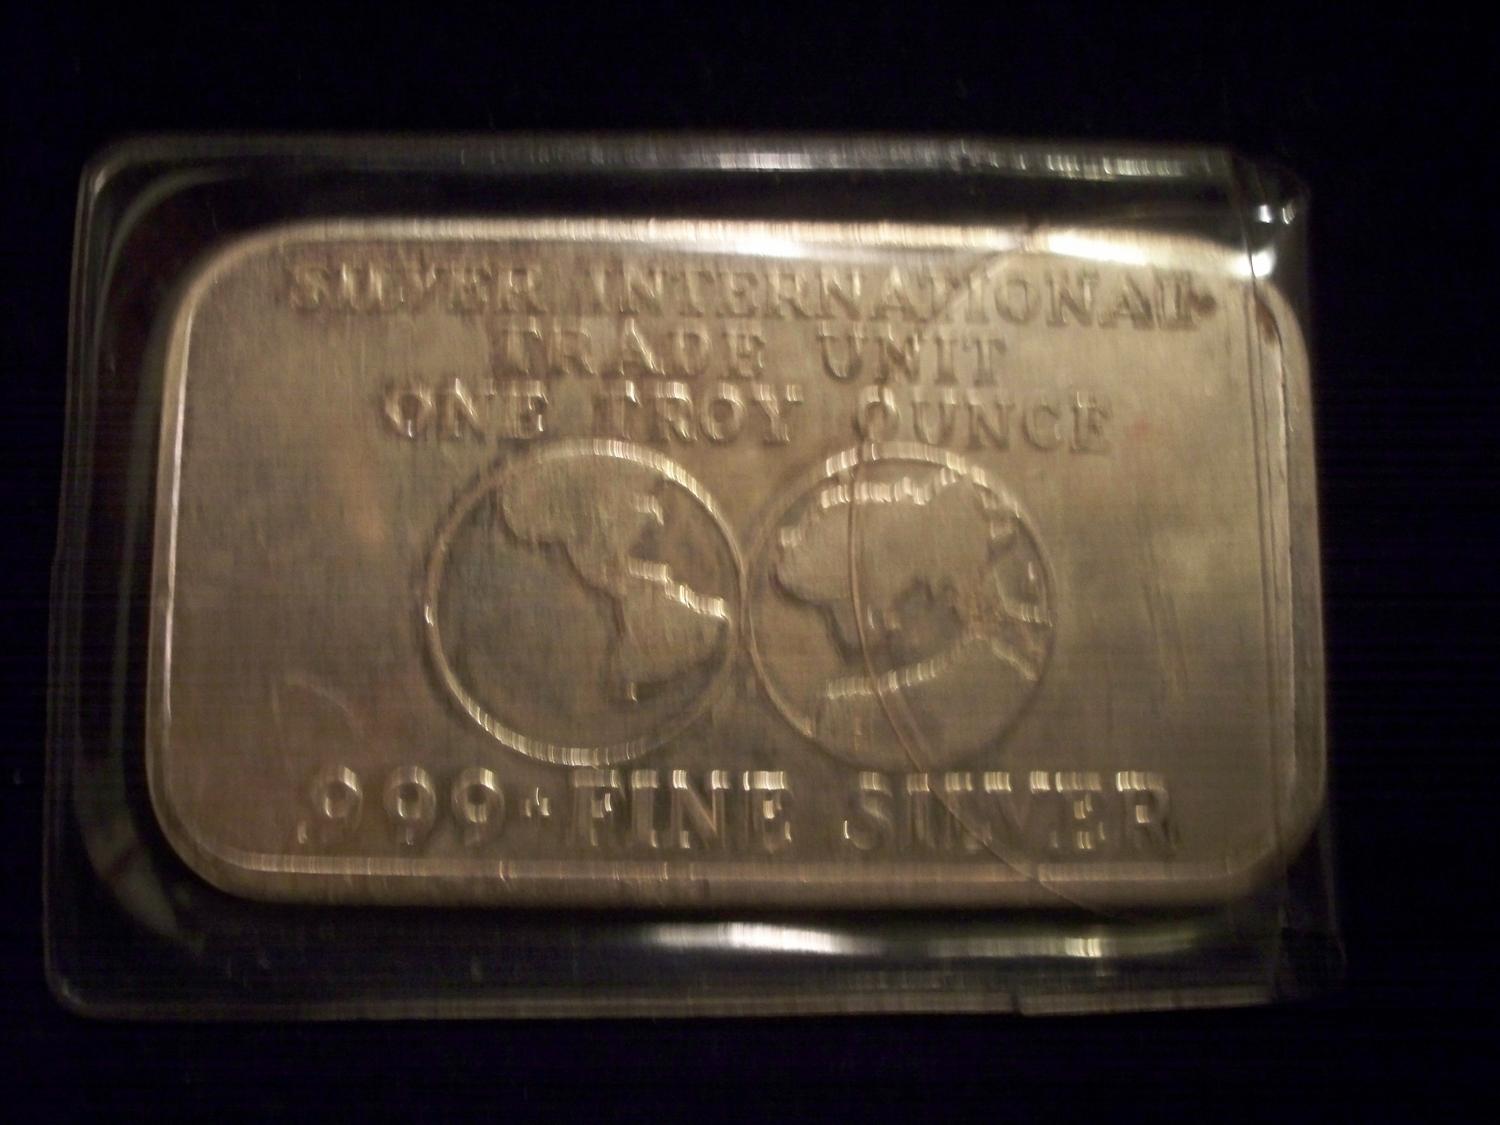 SILVER INTERNATIONAL
TRADE UNIT
ONE TROY OUNCE
.999+FINE SILVER